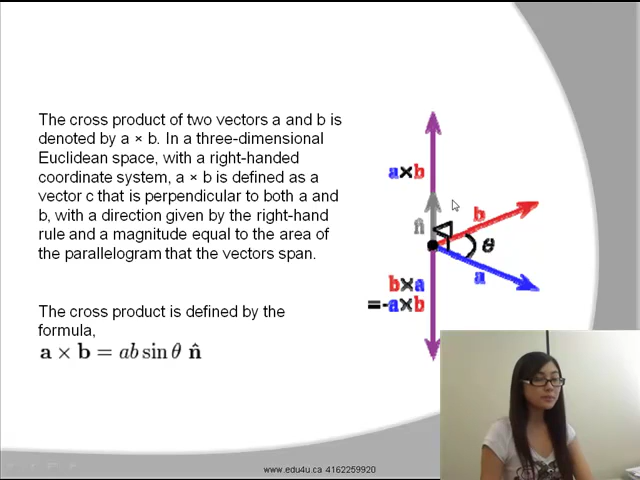 The cross product of two vectors a and b is
denoted by a × b. In a three-dimensional
Euclidean space, with a right-handed
coordinate system, a × b is defined as a
vector c that is perpendicular to both a and
b, with a direction given by the right-hand
rule and a magnitude equal to the area of
the parallelogram that the vectors span.
The cross product is defined by the
formula,
a × b = ab sin θ n̂
a×b
n̂
b
θ
a
b×a
=-a×b
www.edu4u.ca 4162259920